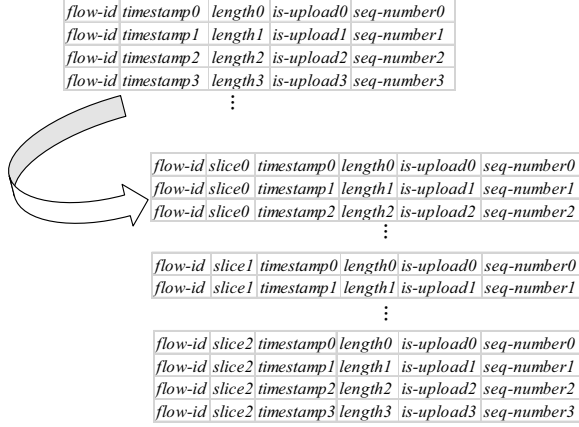 flow-id timestamp0 length0 is-upload0 seq-number0
flow-id timestamp1 length1 is-upload1 seq-number1
flow-id timestamp2 length2 is-upload2 seq-number2
flow-id timestamp3 length3 is-upload3 seq-number3
⋮
flow-id slice0 timestamp0 length0 is-upload0 seq-number0
flow-id slice0 timestamp1 length1 is-upload1 seq-number1
flow-id slice0 timestamp2 length2 is-upload2 seq-number2
⋮
flow-id slice1 timestamp0 length0 is-upload0 seq-number0
flow-id slice1 timestamp1 length1 is-upload1 seq-number1
⋮
flow-id slice2 timestamp0 length0 is-upload0 seq-number0
flow-id slice2 timestamp1 length1 is-upload1 seq-number1
flow-id slice2 timestamp2 length2 is-upload2 seq-number2
flow-id slice2 timestamp3 length3 is-upload3 seq-number3